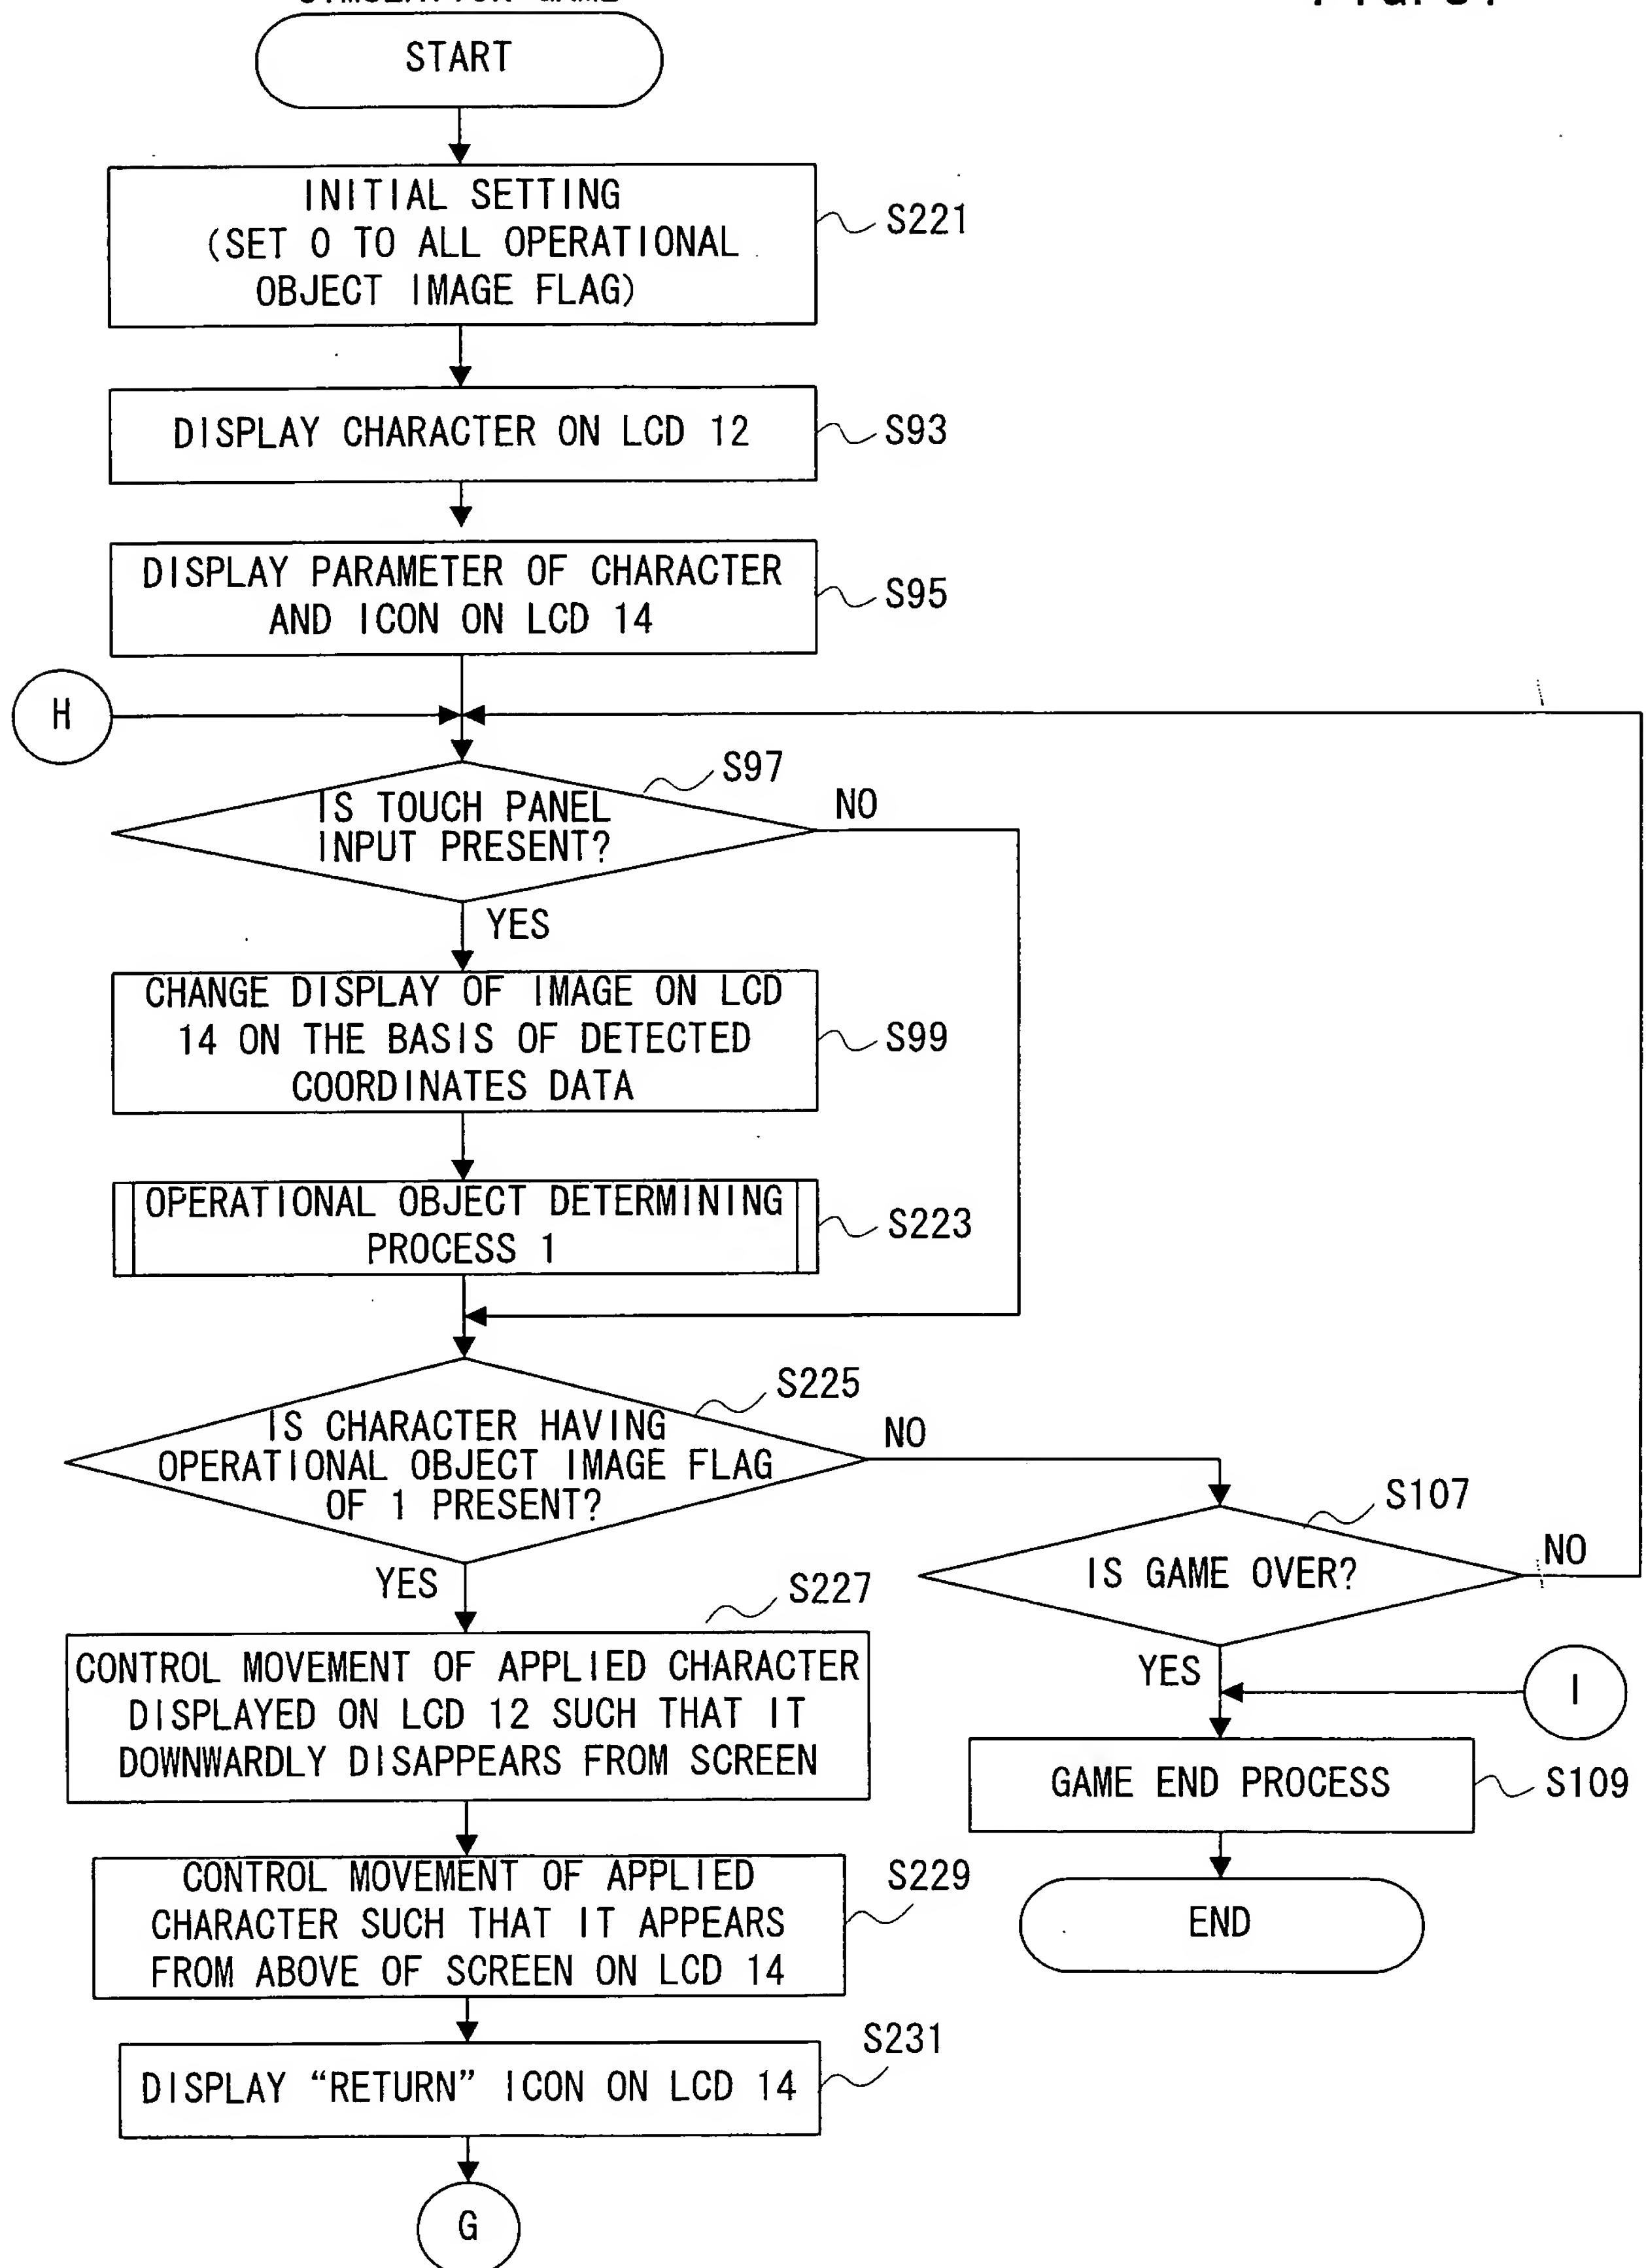 START
INITIAL SETTING
(SET 0 TO ALL OPERATIONAL
OBJECT IMAGE FLAG)
S221
DISPLAY CHARACTER ON LCD 12
S93
DISPLAY PARAMETER OF CHARACTER
AND ICON ON LCD 14
S95
H
S97
IS TOUCH PANEL
INPUT PRESENT?
NO
YES
CHANGE DISPLAY OF IMAGE ON LCD
14 ON THE BASIS OF DETECTED
COORDINATES DATA
S99
OPERATIONAL OBJECT DETERMINING
PROCESS 1
S223
S225
IS CHARACTER HAVING
OPERATIONAL OBJECT IMAGE FLAG
OF 1 PRESENT?
NO
YES
S107
IS GAME OVER?
NO
YES
I
S227
CONTROL MOVEMENT OF APPLIED CHARACTER
DISPLAYED ON LCD 12 SUCH THAT IT
DOWNWARDLY DISAPPEARS FROM SCREEN
GAME END PROCESS
S109
S229
CONTROL MOVEMENT OF APPLIED
CHARACTER SUCH THAT IT APPEARS
FROM ABOVE OF SCREEN ON LCD 14
END
S231
DISPLAY “RETURN” ICON ON LCD 14
G